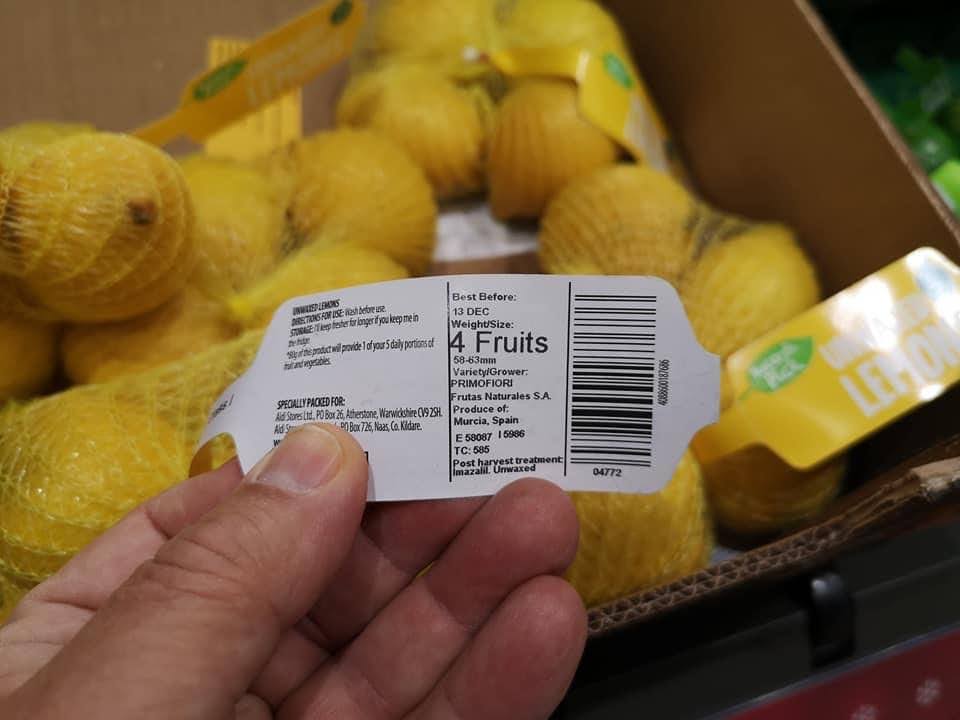 UNWAXED LEMONS
DIRECTIONS FOR USE: Wash before use.
STORAGE: I'll keep fresher for longer if you keep me in
the fridge.
*80g of this product will provide 1 of your 5 daily portions of
fruit and vegetables.
SPECIALLY PACKED FOR:
Aldi Stores Ltd., PO Box 26, Atherstone, Warwickshire CV9 2SH.
Aldi PO Box 726, Naas, Co. Kildare.
Best Before:
13 DEC
Weight/Size:
4 Fruits
58-63mm
Variety/Grower:
PRIMOFIORI
Frutas Naturales S.A.
Produce of:
Murcia, Spain
E 58087 I5986
TC: 585
Post harvest treatment:
Imazalil. Unwaxed
04772
Nature's
Pick
UNWAXED
LEMONS